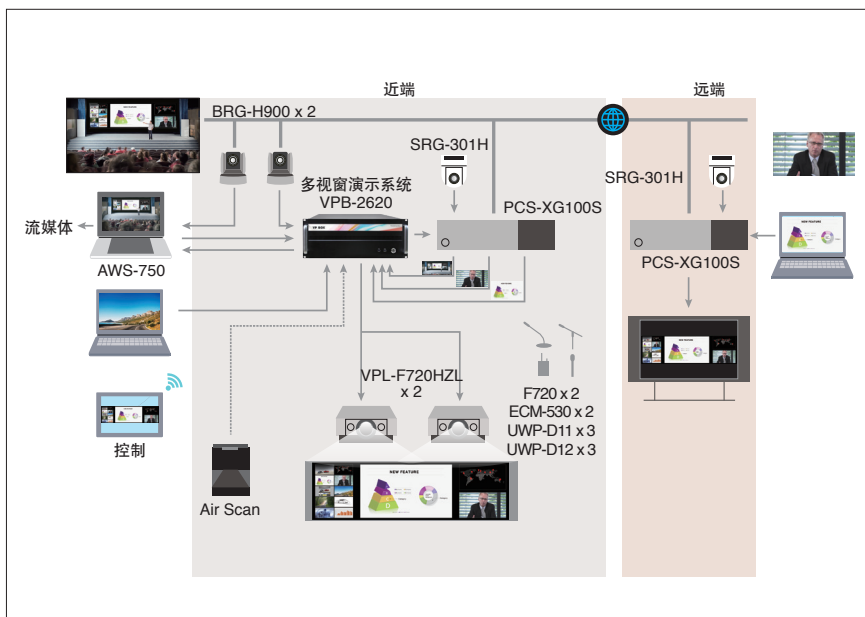 近端
远端
BRG-H900 x 2
SRG-301H
SRG-301H
多视窗演示系统
VPB-2620
PCS-XG100S
PCS-XG100S
流媒体
AWS-750
NEW FEATURE
VPL-F720HZL
x 2
F720 x 2
ECM-530 x 2
UWP-D11 x 3
UWP-D12 x 3
控制
Air Scan
NEW FEATURE